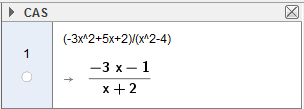 CAS
1
(-3x^2+5x+2)/(x^2-4)
→ −3 x − 1
x + 2